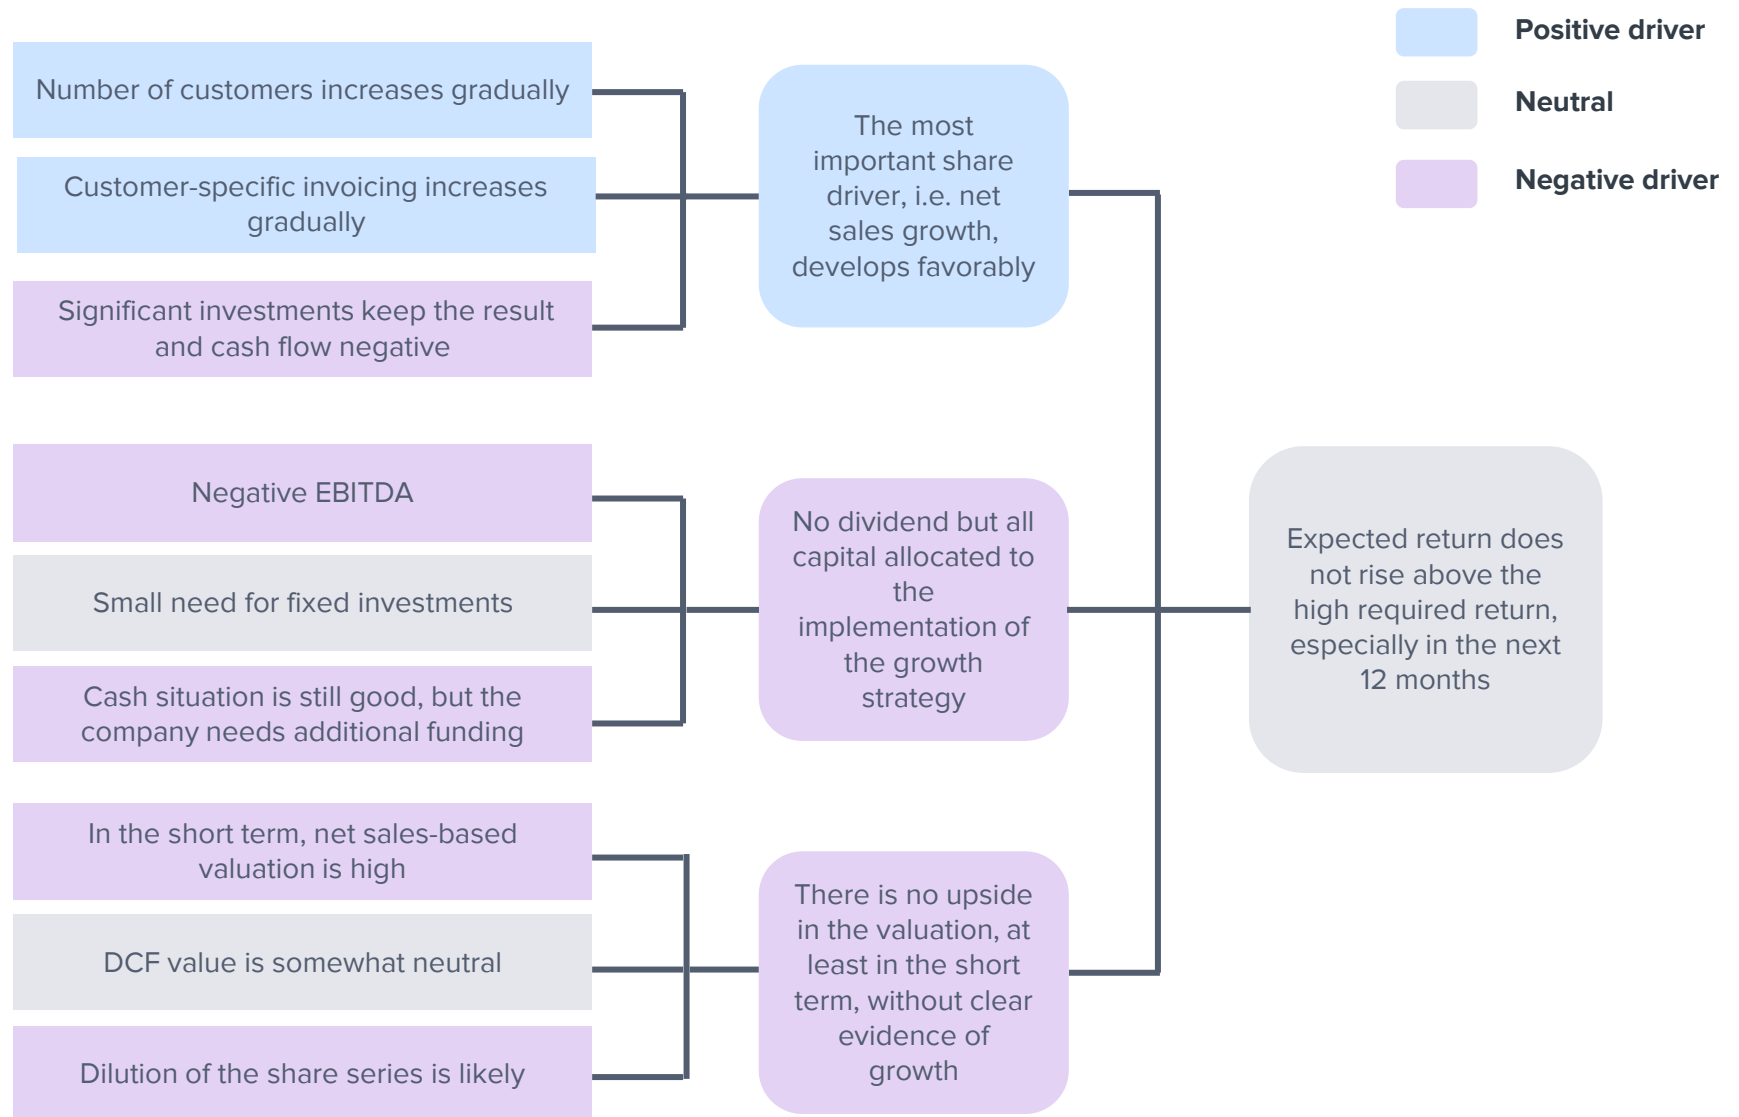 Positive driver
Neutral
Negative driver
Number of customers increases gradually
Customer-specific invoicing increases
gradually
Significant investments keep the result
and cash flow negative
The most
important share
driver, i.e. net
sales growth,
develops favorably
Negative EBITDA
Small need for fixed investments
Cash situation is still good, but the
company needs additional funding
No dividend but all
capital allocated to
the
implementation of
the growth
strategy
In the short term, net sales-based
valuation is high
DCF value is somewhat neutral
Dilution of the share series is likely
There is no upside
in the valuation, at
least in the short
term, without clear
evidence of
growth
Expected return does
not rise above the
high required return,
especially in the next
12 months